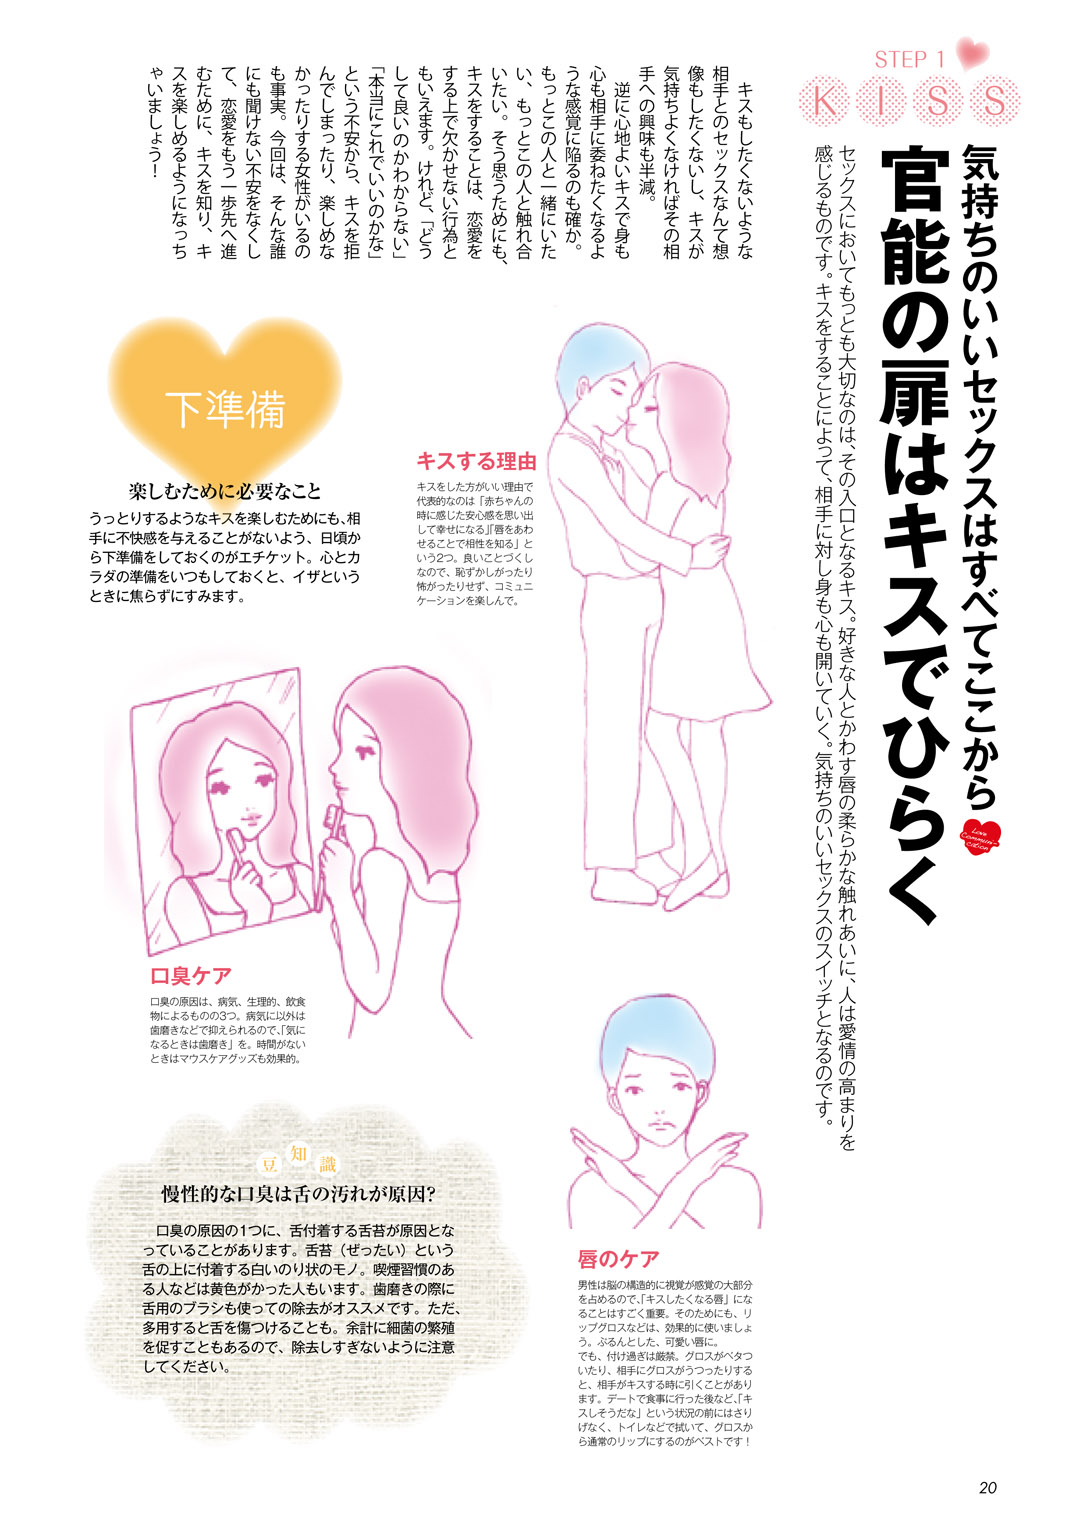 STEP 1
KISS
気持ちのいいセックスはすべてここから
Love Communication
官能の扉はキスでひらく
セックスにおいてもっとも大切なのは、その入口となるキス。好きな人とかわす唇の柔らかな触れあいに、人は愛情の高まりを
感じるものです。キスをすることによって、相手に対し身も心も開いていく。気持ちのいいセックスのスイッチとなるのです。
キスもしたくないような
相手とのセックスなんて想
像もしたくないし、キスが
気持ちよくなければその相
手への興味も半減。
逆に心地よいキスで身も
心も相手に委ねたくなるよ
うな感覚に陥るのも確か。
もっとこの人と一緒にいた
い、もっとこの人と触れ合
いたい。そう思うためにも、
キスをすることは、恋愛を
する上で欠かせない行為と
もいえます。けれど、「どう
して良いのかわからない」
「本当にこれでいいのかな」
という不安から、キスを拒
んでしまったり、楽しめな
かったりする女性がいるの
も事実。今回は、そんな誰
にも聞けない不安をなくし
て、恋愛をもう一歩先へ進
むために、キスを知り、キ
スを楽しめるようになっち
ゃいましょう！
下準備
楽しむために必要なこと
うっとりするようなキスを楽しむためにも、相
手に不快感を与えることがないよう、日頃か
ら下準備をしておくのがエチケット。心とカ
ラダの準備をいつもしておくと、イザという
ときに焦らずにすみます。
キスする理由
キスをした方がいい理由で
代表的なのは「赤ちゃんの
時に感じた安心感を思い出
して幸せになる」「唇をあわ
せることで相性を知る」と
いう2つ。良いことづくし
なので、恥ずかしがったり
怖がったりせず、コミュニ
ケーションを楽しんで。
口臭ケア
口臭の原因は、病気、生理的、飲食
物によるものの3つ。病気に以外は
歯磨きなどで抑えられるので、「気に
なるときは歯磨き」を。時間がない
ときはマウスケアグッズも効果的。
豆知識
慢性的な口臭は舌の汚れが原因?
口臭の原因の1つに、舌付着する舌苔が原因とな
っていることがあります。舌苔（ぜったい）という
舌の上に付着する白いのり状のモノ。喫煙習慣のあ
る人などは黄色がかった人もいます。歯磨きの際に
舌用のブラシも使っての除去がオススメです。ただ、
多用すると舌を傷つけることも。余計に細菌の繁殖
を促すこともあるので、除去しすぎないように注意
してください。
唇のケア
男性は脳の構造的に視覚が感覚の大部分
を占めるので、「キスしたくなる唇」にな
ることはすごく重要。そのためにも、リ
ップグロスなどは、効果的に使いましょ
う。ぷるんとした、可愛い唇に。
でも、付け過ぎは厳禁。グロスがベタつ
いたり、相手にグロスがうつったりする
と、相手がキスする時に引くことがあり
ます。デートで食事に行った後など、「キ
スしそうだな」という状況の前にはさり
げなく、トイレなどで拭いて、グロスか
ら通常のリップにするのがベストです！
20